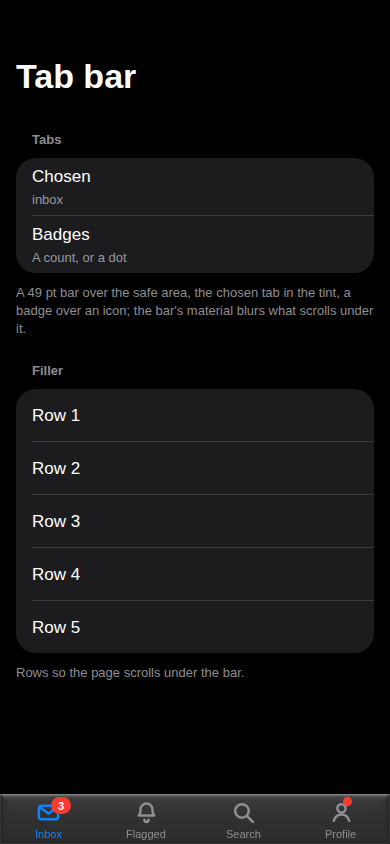 Tab bar
Tabs
Chosen
inbox
Badges
A count, or a dot
A 49 pt bar over the safe area, the chosen tab in the tint, a
badge over an icon; the bar's material blurs what scrolls under
it.
Filler
Row 1
Row 2
Row 3
Row 4
Row 5
Rows so the page scrolls under the bar.
3
Inbox
Flagged
Search
Profile